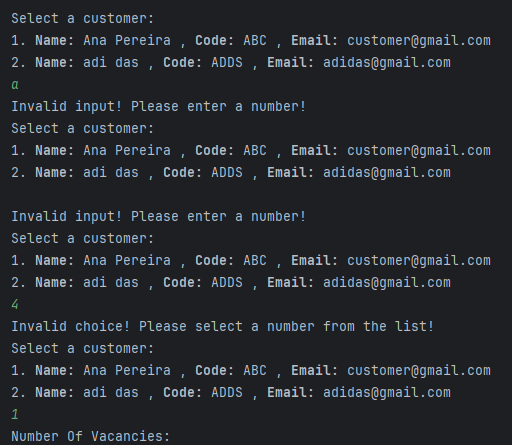 Select a customer:
1. Name: Ana Pereira , Code: ABC , Email: customer@gmail.com
2. Name: adi das , Code: ADDS , Email: adidas@gmail.com
a
Invalid input! Please enter a number!
Select a customer:
1. Name: Ana Pereira , Code: ABC , Email: customer@gmail.com
2. Name: adi das , Code: ADDS , Email: adidas@gmail.com

Invalid input! Please enter a number!
Select a customer:
1. Name: Ana Pereira , Code: ABC , Email: customer@gmail.com
2. Name: adi das , Code: ADDS , Email: adidas@gmail.com
4
Invalid choice! Please select a number from the list!
Select a customer:
1. Name: Ana Pereira , Code: ABC , Email: customer@gmail.com
2. Name: adi das , Code: ADDS , Email: adidas@gmail.com
1
Number Of Vacancies: